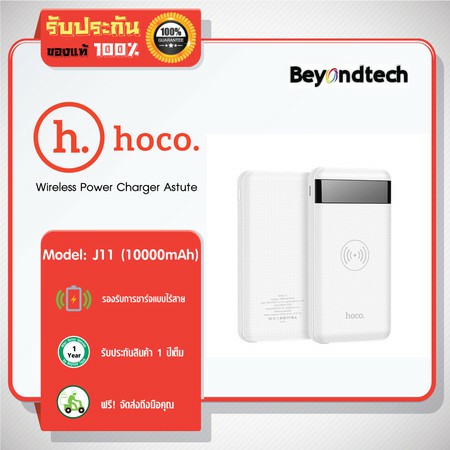 รับประกัน
ของแท้ 100%
100%
GUARANTEE
Beyondtech
h. hoco.
Wireless Power Charger Astute
Model: J11 (10000mAh)
รองรับการชาร์จแบบไร้สาย
1
Year
รับประกันสินค้า 1 ปีเต็ม
ฟรี! จัดส่งถึงมือคุณ
hoco.